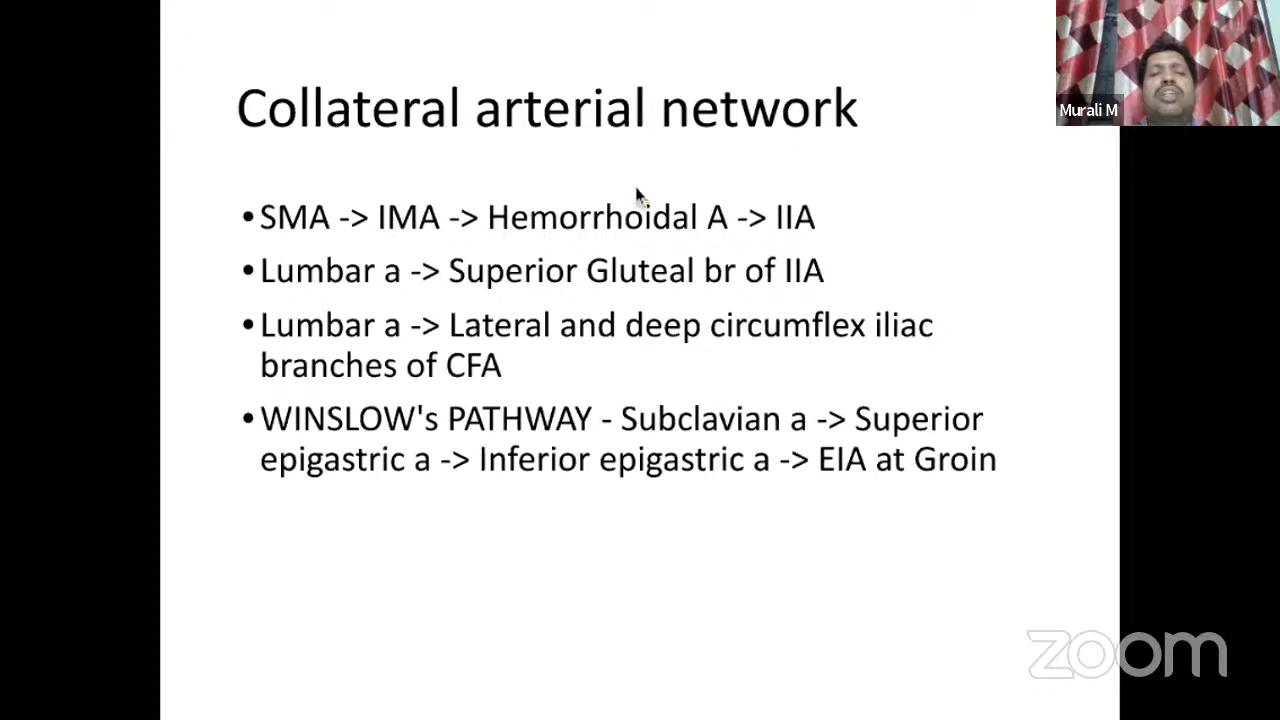 Collateral arterial network
Murali M
•SMA -> IMA -> Hemorrhoidal A -> IIA
•Lumbar a -> Superior Gluteal br of IIA
•Lumbar a -> Lateral and deep circumflex iliac
branches of CFA
•WINSLOW's PATHWAY - Subclavian a -> Superior
epigastric a -> Inferior epigastric a -> EIA at Groin
zoom